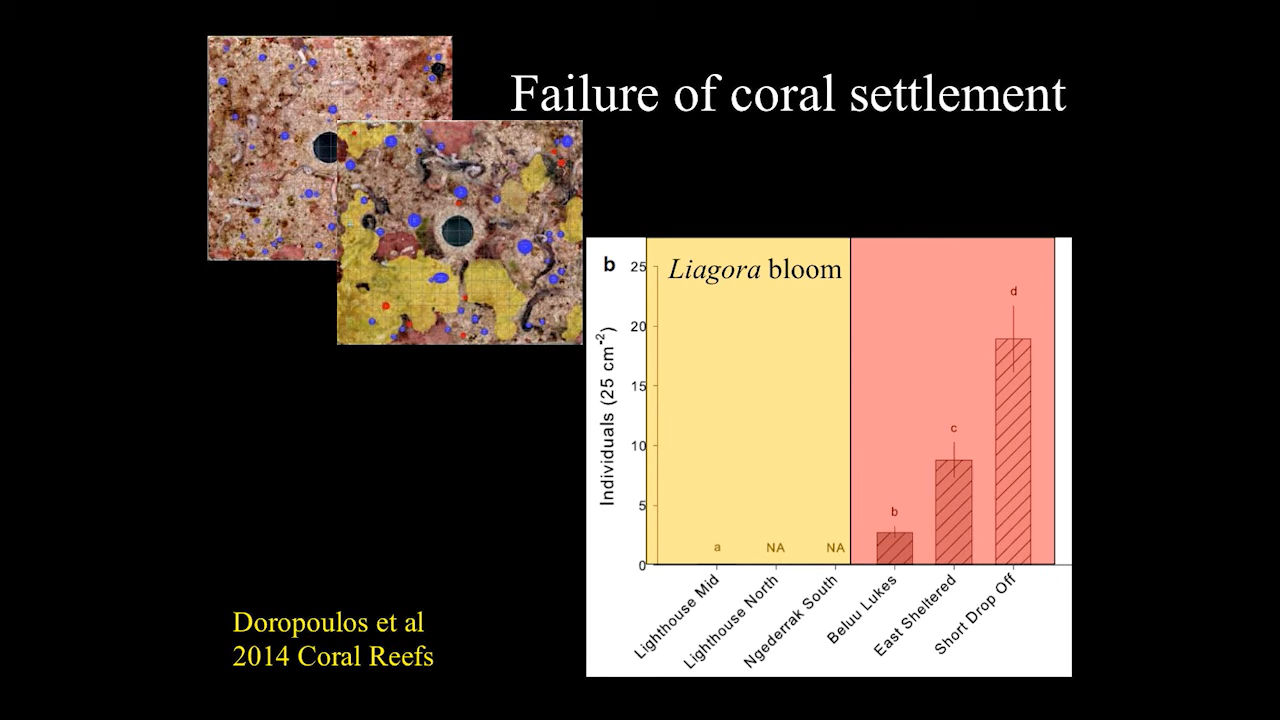 Failure of coral settlement
b
Liagora bloom
Individuals (25 cm⁻²)
25
20
15
10
5
0
a
NA
NA
b
c
d
Lighthouse Mid
Lighthouse North
Ngederrak South
Beluu Lukes
East Sheltered
Short Drop Off
Doropoulos et al
2014 Coral Reefs